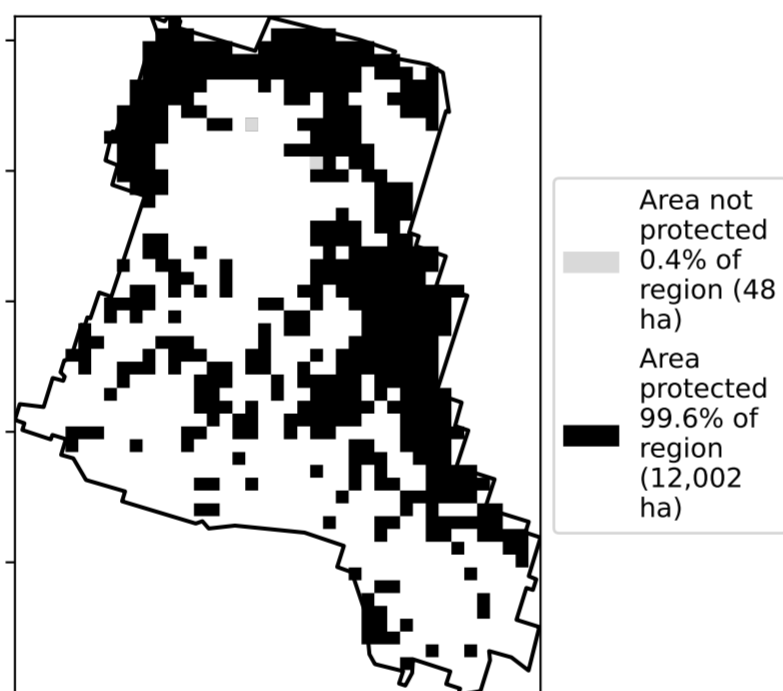 Area not
protected
0.4% of
region (48
ha)
Area
protected
99.6% of
region
(12,002
ha)